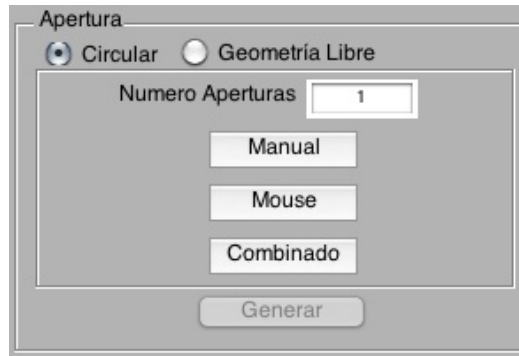 Apertura
Circular Geometría Libre
Numero Aperturas 1
Manual
Mouse
Combinado
Generar